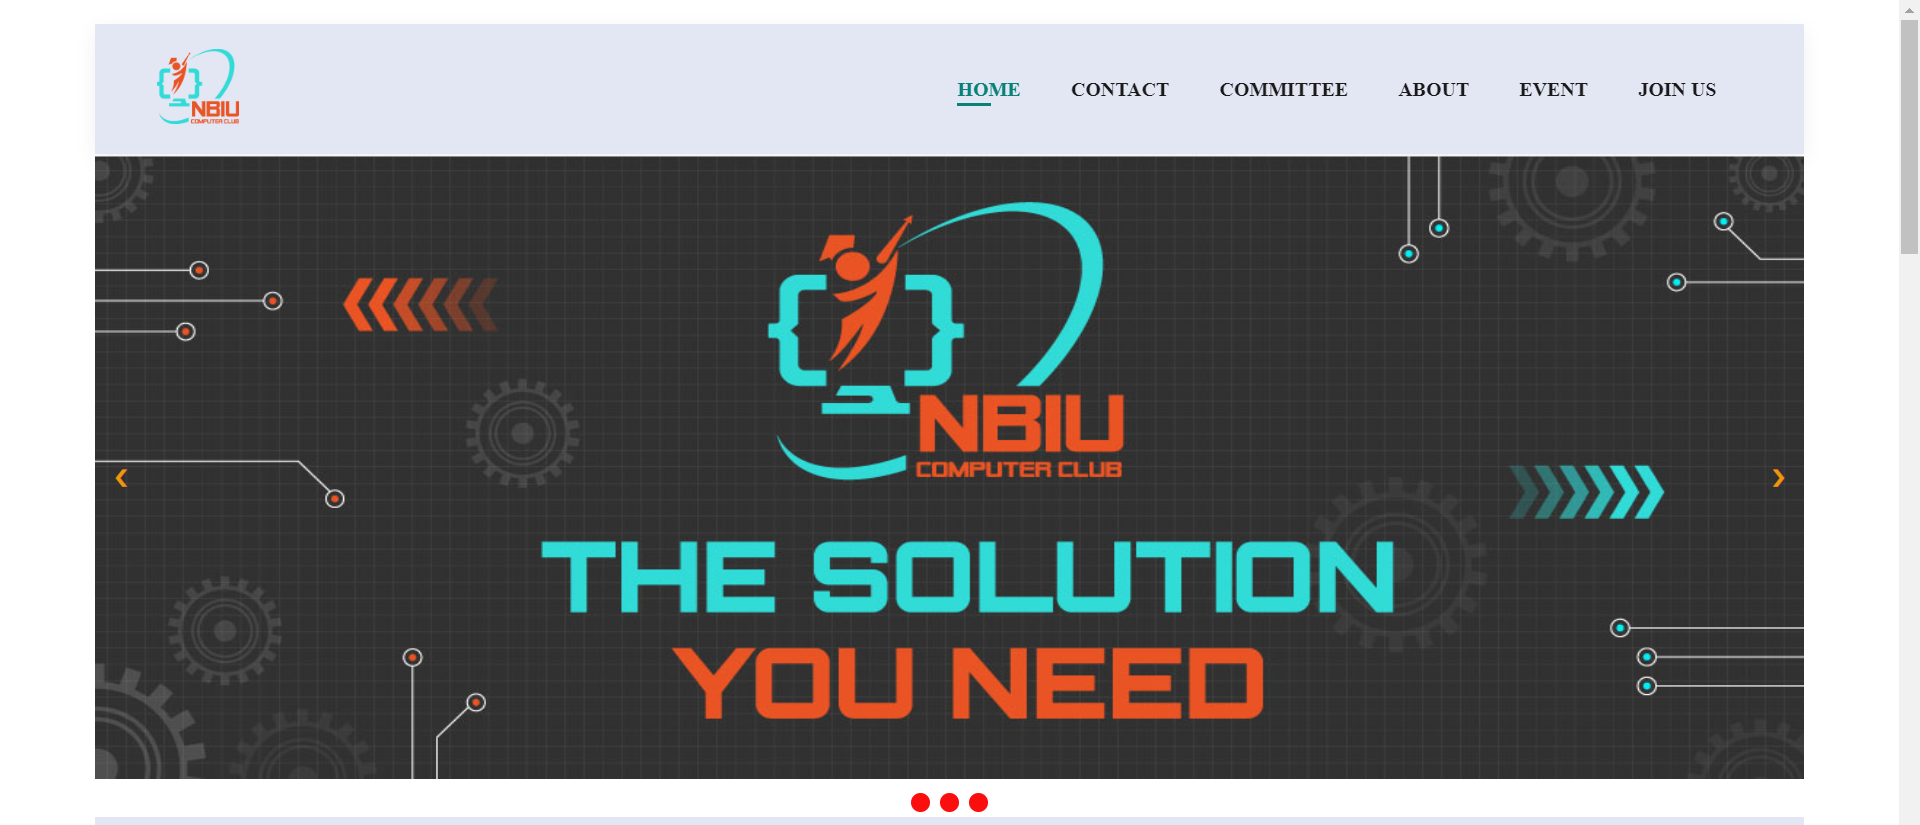 NBIU
COMPUTER CLUB
HOME
CONTACT
COMMITTEE
ABOUT
EVENT
JOIN US
NBIU
COMPUTER CLUB
THE SOLUTION
YOU NEED